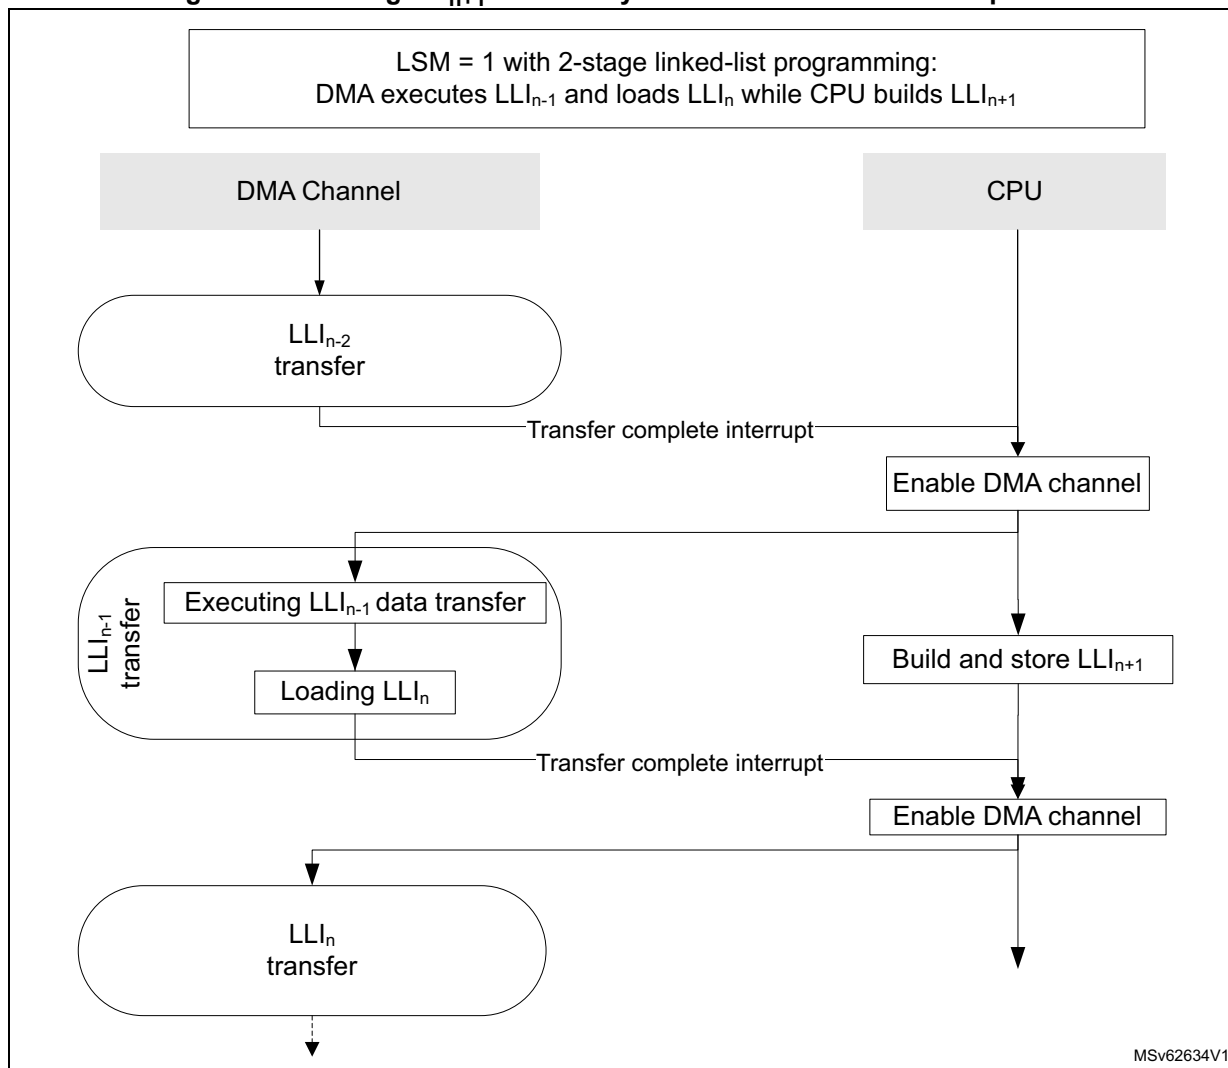 LSM = 1 with 2-stage linked-list programming:
DMA executes LLIn-1 and loads LLIn while CPU builds LLIn+1
DMA Channel
CPU
LLIn-2
transfer
Transfer complete interrupt
Enable DMA channel
LLIn-1
transfer
Executing LLIn-1 data transfer
Loading LLIn
Build and store LLIn+1
Transfer complete interrupt
Enable DMA channel
LLIn
transfer
MSv62634V1